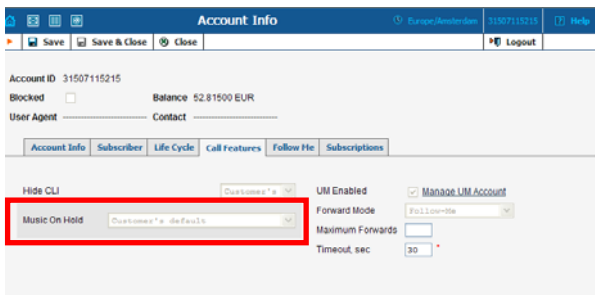 Account Info
Europe/Amsterdam 31507115215 Help
Save Save & Close Close Logout
Account ID 31507115215
Blocked Balance 52.81500 EUR
User Agent Contact
Account Info Subscriber Life Cycle Call Features Follow Me Subscriptions
Hide CLI Customer's UM Enabled Manage UM Account
Music On Hold Customer's default Forward Mode Follow-Me
Maximum Forwards
Timeout, sec 30 *